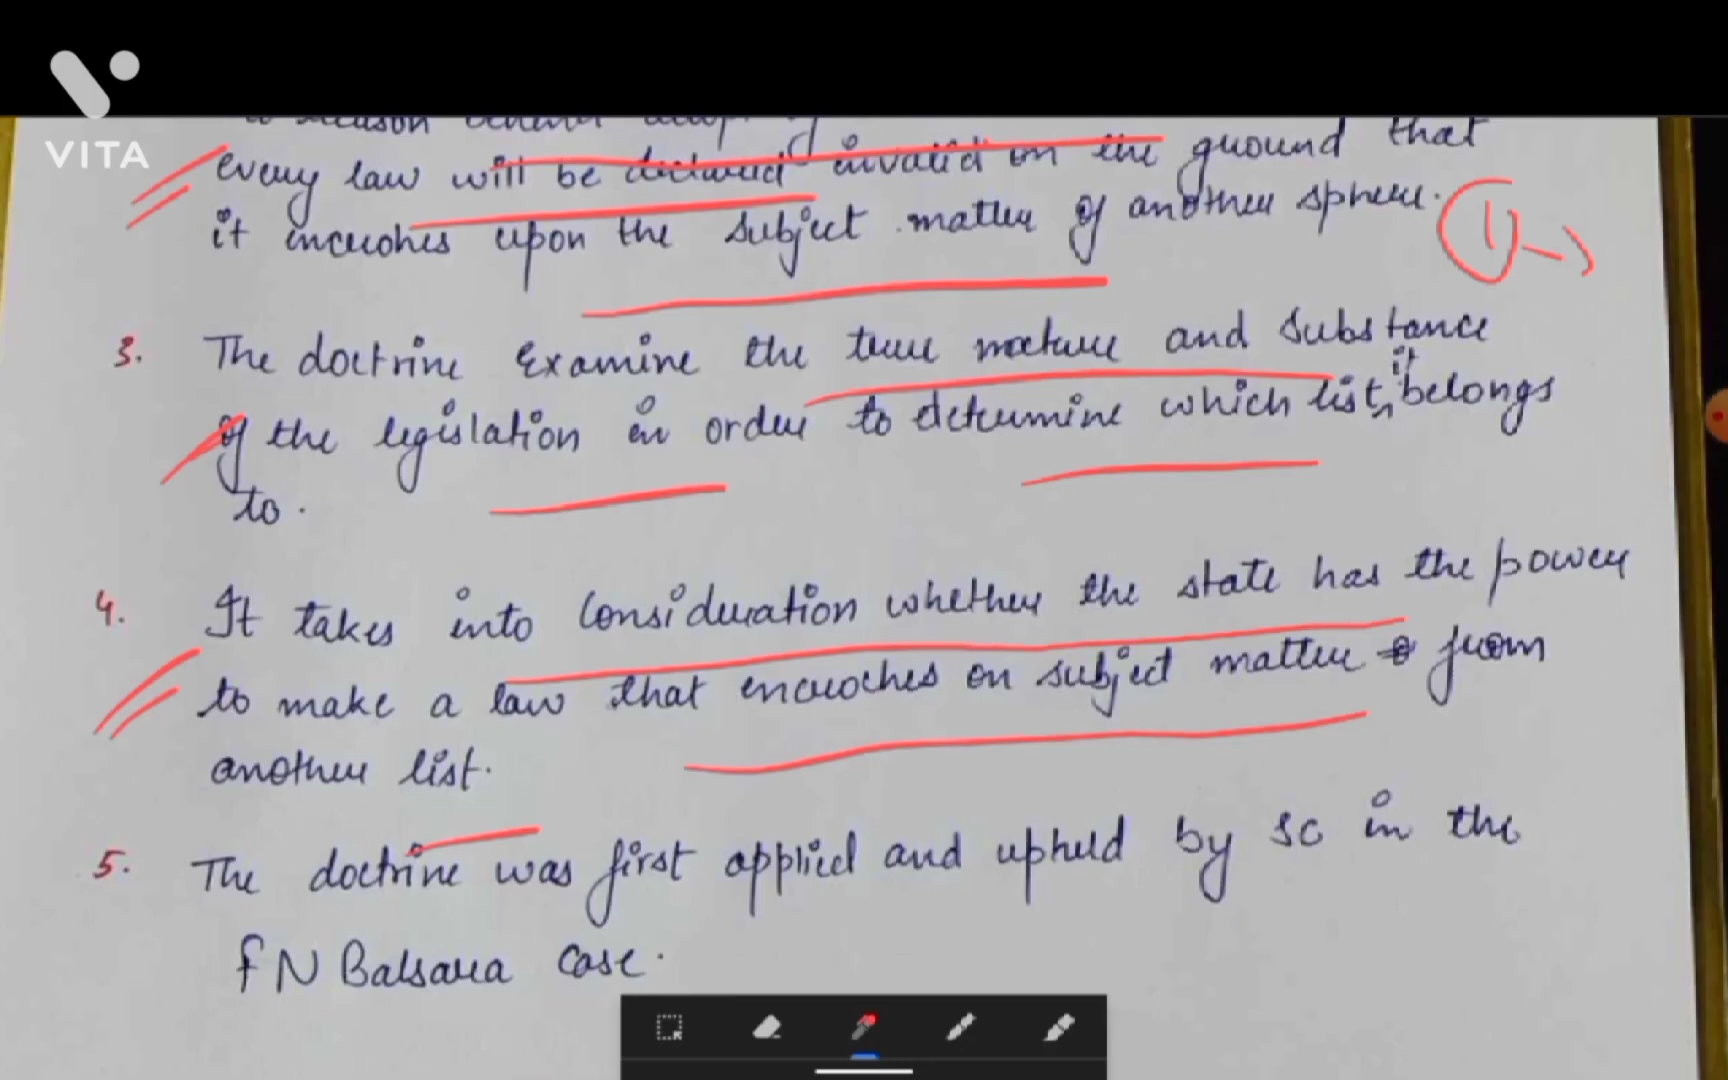 VITA
every law will be declared invalid on the ground that
it encroches upon the subject matter of another sphere.
1
3. The doctrine examine the true nature and substance
of the legislation in order to determine which list it belongs
to.
4. It takes into consideration whether the state has the power
to make a law that encroches on subject matter from
another list.
5. The doctrine was first applied and upheld by SC in the
FN Balsara case.